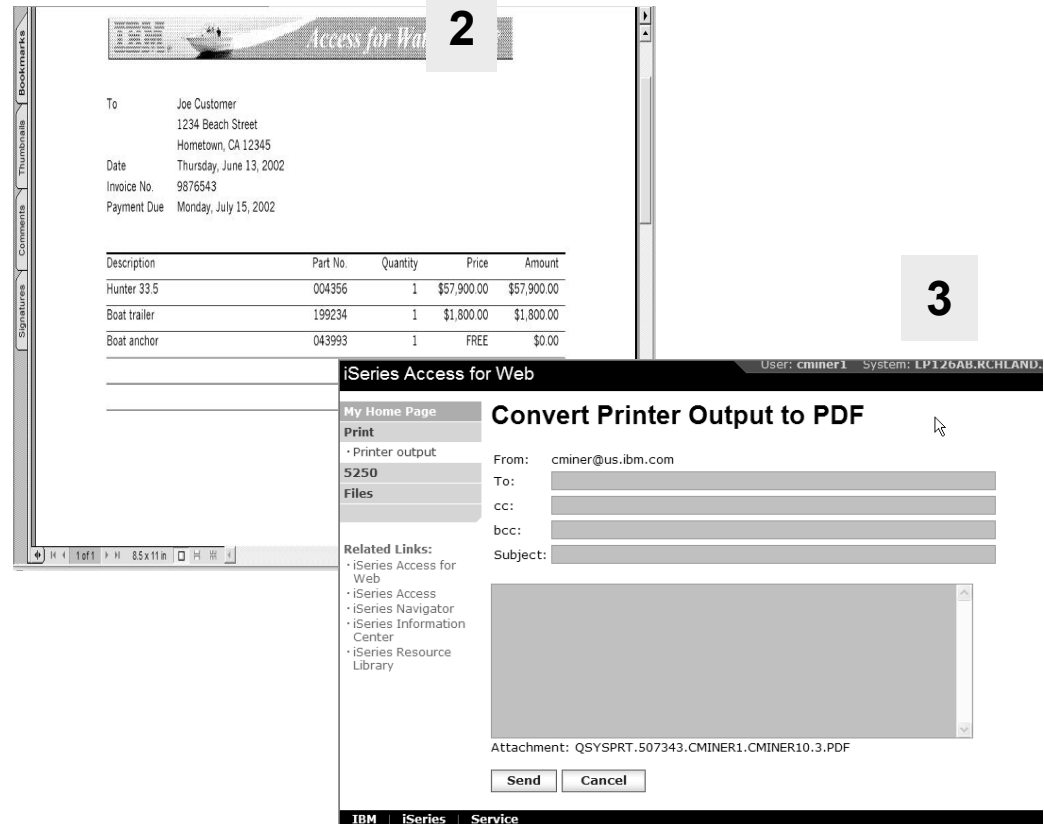 Bookmarks
Thumbnails
Comments
Signatures
IBM.
Access for
2
To Joe Customer
1234 Beach Street
Hometown, CA 12345
Date Thursday, June 13, 2002
Invoice No. 9876543
Payment Due Monday, July 15, 2002
Description Part No. Quantity Price Amount
Hunter 33.5 004356 1 $57,900.00 $57,900.00
Boat trailer 199234 1 $1,800.00 $1,800.00
Boat anchor 043993 1 FREE $0.00
1 of 1 8.5 x 11 in
3
iSeries Access for Web
User: cminer1 System: LP126AB.RCHLAND.
My Home Page
Print
· Printer output
5250
Files
Related Links:
· iSeries Access for
Web
· iSeries Access
· iSeries Navigator
· iSeries Information
Center
· iSeries Resource
Library
Convert Printer Output to PDF
From: cminer@us.ibm.com
To:
cc:
bcc:
Subject:
Attachment: QSYSPRT.507343.CMINER1.CMINER10.3.PDF
Send Cancel
IBM | iSeries | Service